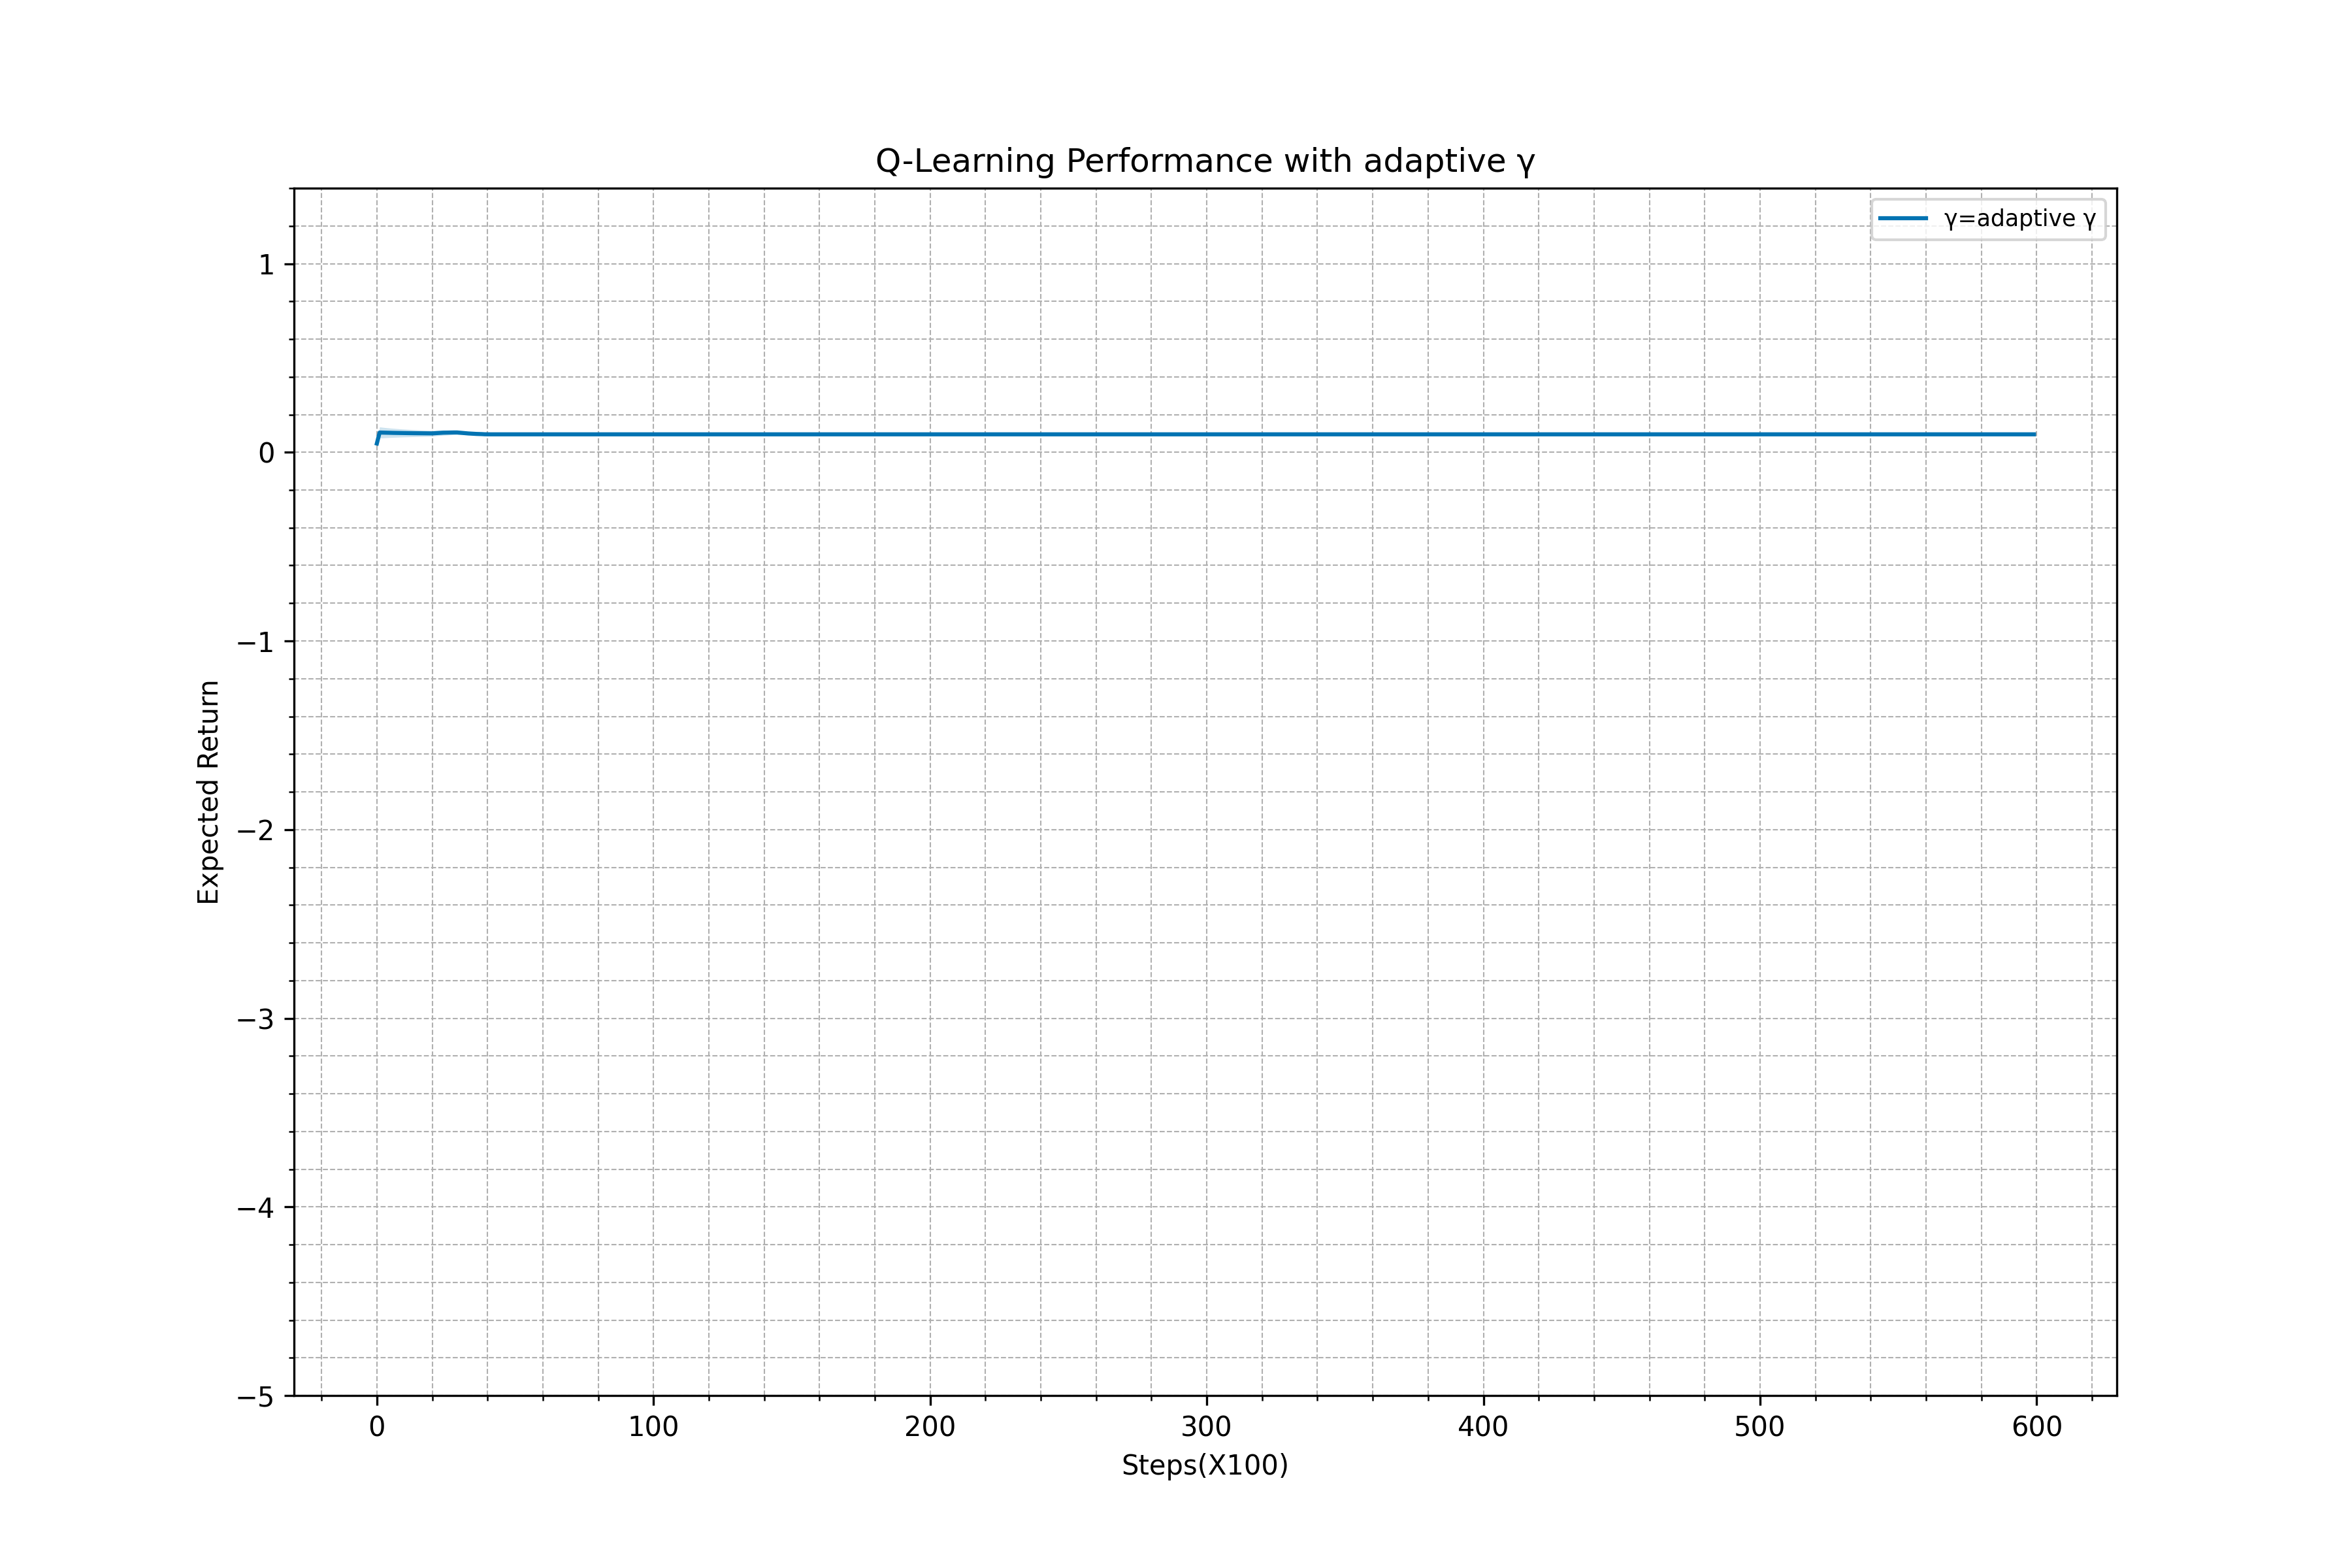 Q-Learning Performance with adaptive γ
γ=adaptive γ
1
0
−1
−2
−3
−4
−5
Expected Return
0 100 200 300 400 500 600
Steps(X100)